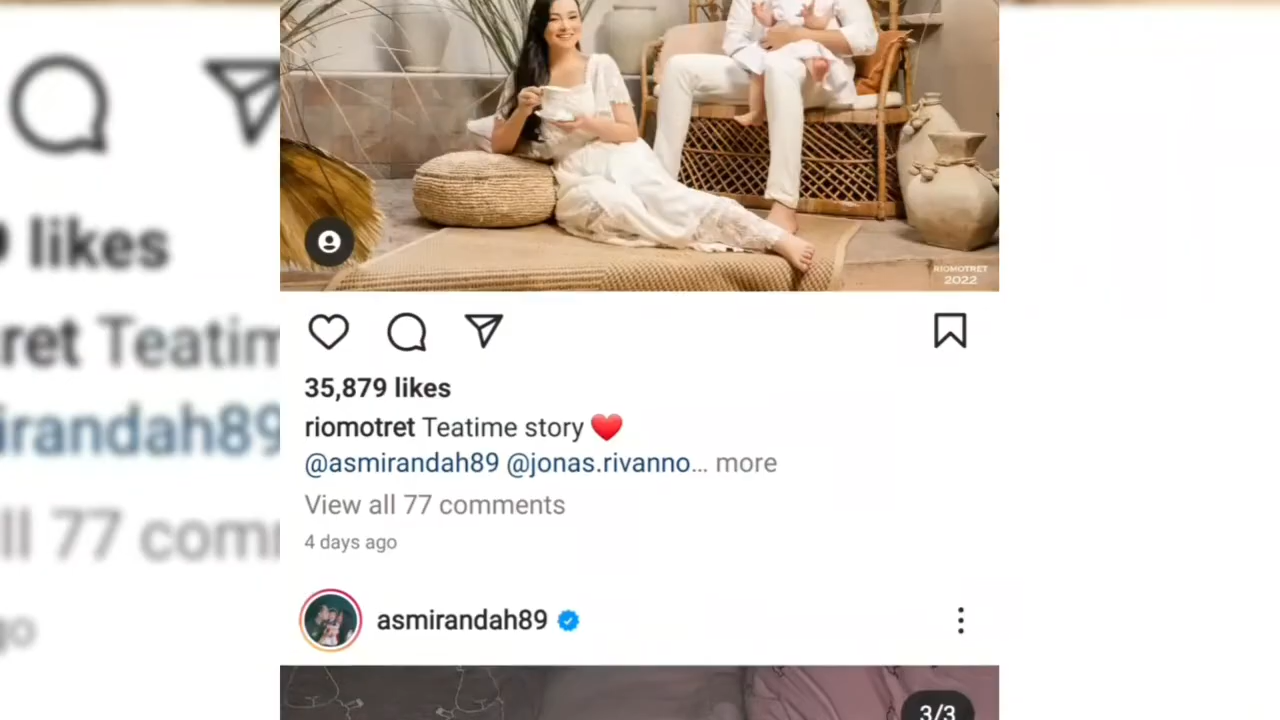 RIOMOTRET
2022
35,879 likes
riomotret Teatime story ❤️
@asmirandah89 @jonas.rivanno... more
View all 77 comments
4 days ago
asmirandah89
3/3
likes
ret Teatim
irandah89
ll 77 comm
go